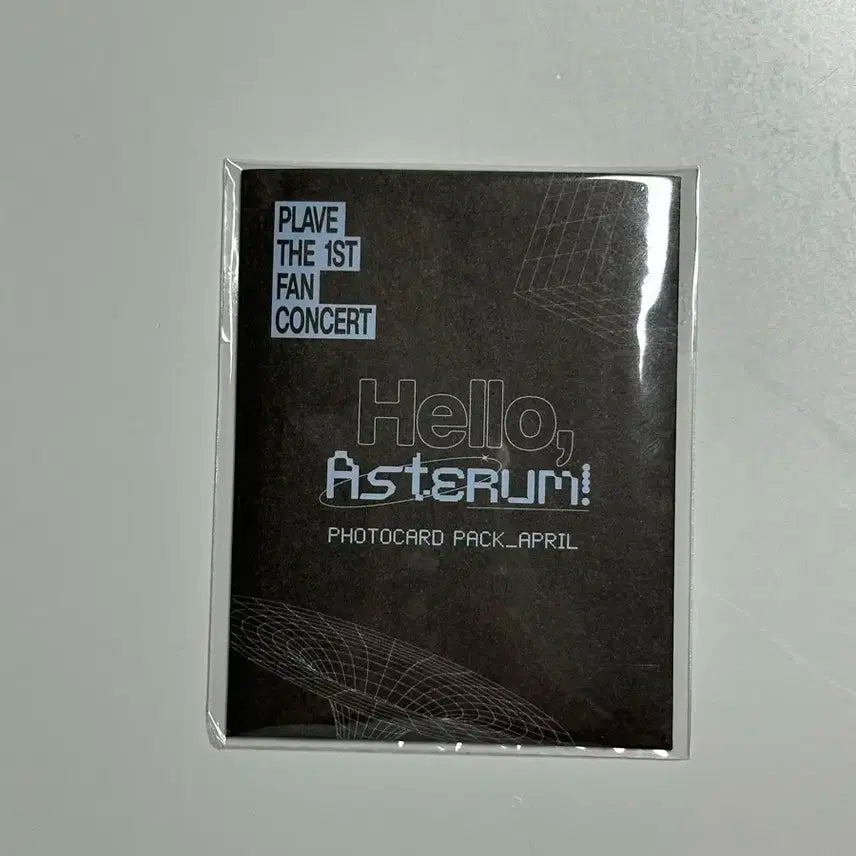 PLAVE
THE 1ST
FAN
CONCERT
Hello,
Asterum!
PHOTOCARD PACK_APRIL